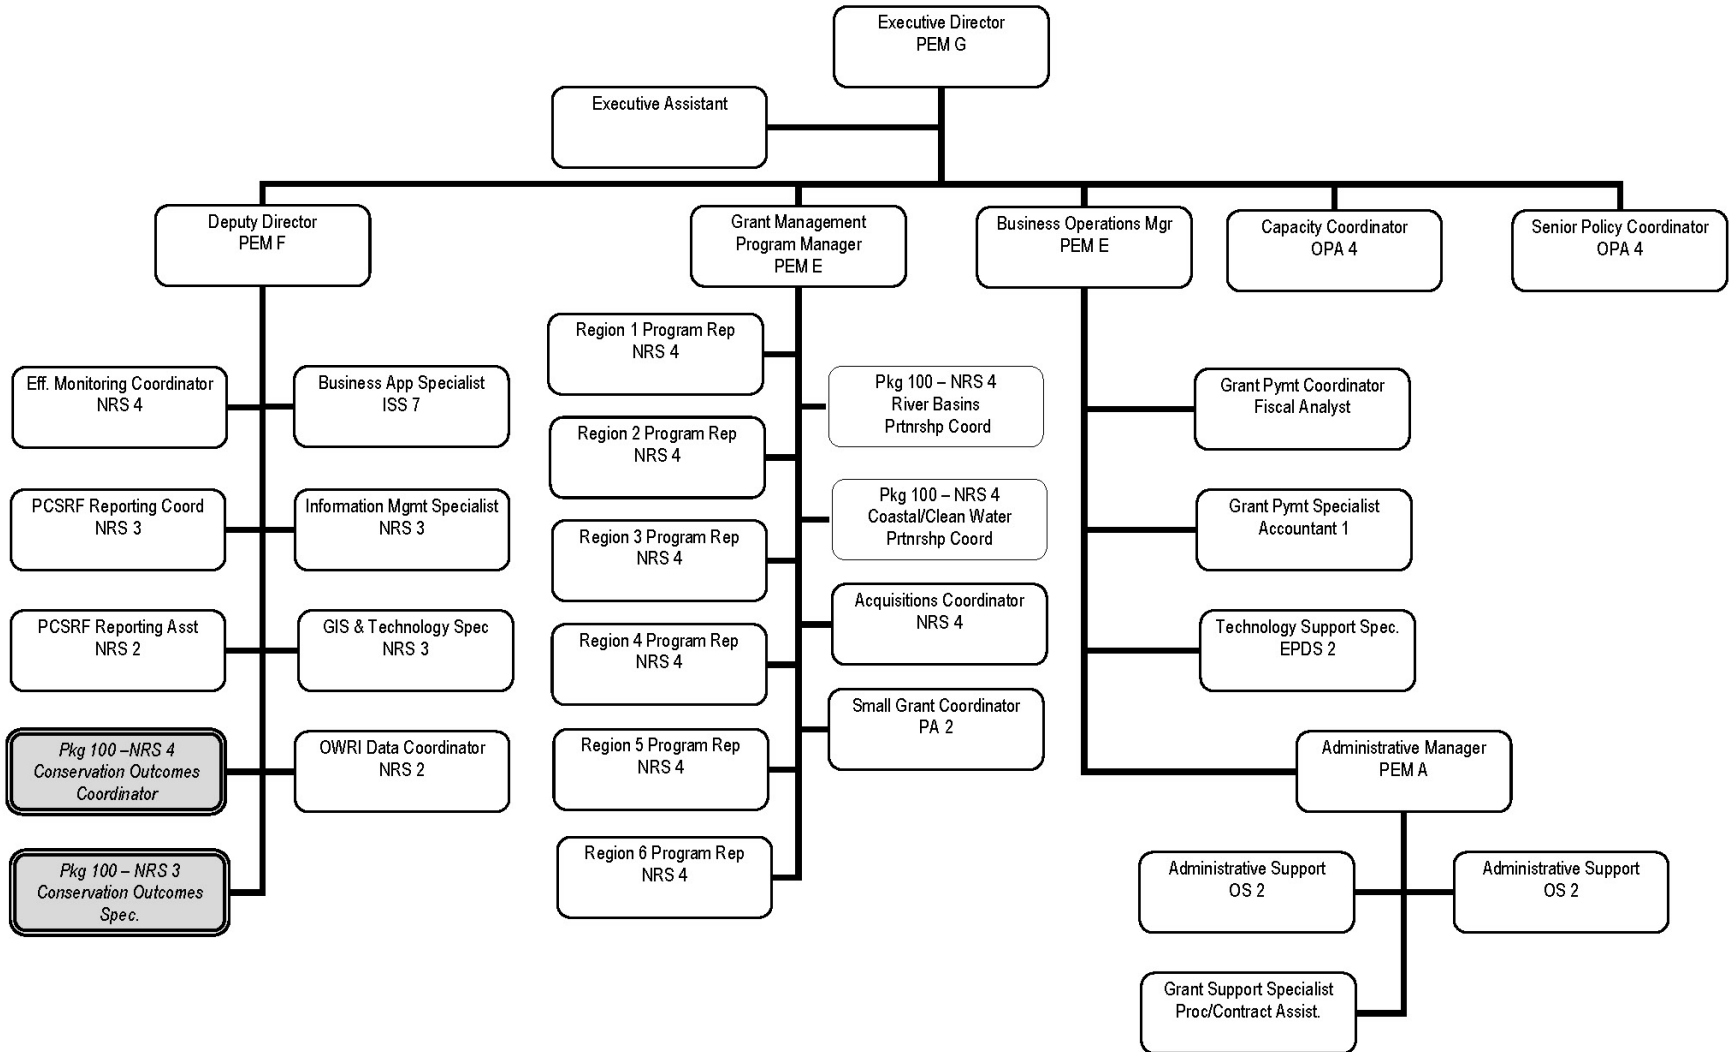 Executive Director
PEM G
Executive Assistant
Deputy Director
PEM F
Grant Management
Program Manager
PEM E
Business Operations Mgr
PEM E
Capacity Coordinator
OPA 4
Senior Policy Coordinator
OPA 4
Eff. Monitoring Coordinator
NRS 4
Business App Specialist
ISS 7
PCSRF Reporting Coord
NRS 3
Information Mgmt Specialist
NRS 3
PCSRF Reporting Asst
NRS 2
GIS & Technology Spec
NRS 3
Pkg 100 –NRS 4
Conservation Outcomes
Coordinator
OWRI Data Coordinator
NRS 2
Pkg 100 – NRS 3
Conservation Outcomes
Spec.
Region 1 Program Rep
NRS 4
Region 2 Program Rep
NRS 4
Region 3 Program Rep
NRS 4
Region 4 Program Rep
NRS 4
Region 5 Program Rep
NRS 4
Region 6 Program Rep
NRS 4
Pkg 100 – NRS 4
River Basins
Prtnrshp Coord
Pkg 100 – NRS 4
Coastal/Clean Water
Prtnrshp Coord
Acquisitions Coordinator
NRS 4
Small Grant Coordinator
PA 2
Grant Pymt Coordinator
Fiscal Analyst
Grant Pymt Specialist
Accountant 1
Technology Support Spec.
EPDS 2
Administrative Manager
PEM A
Administrative Support
OS 2
Administrative Support
OS 2
Grant Support Specialist
Proc/Contract Assist.